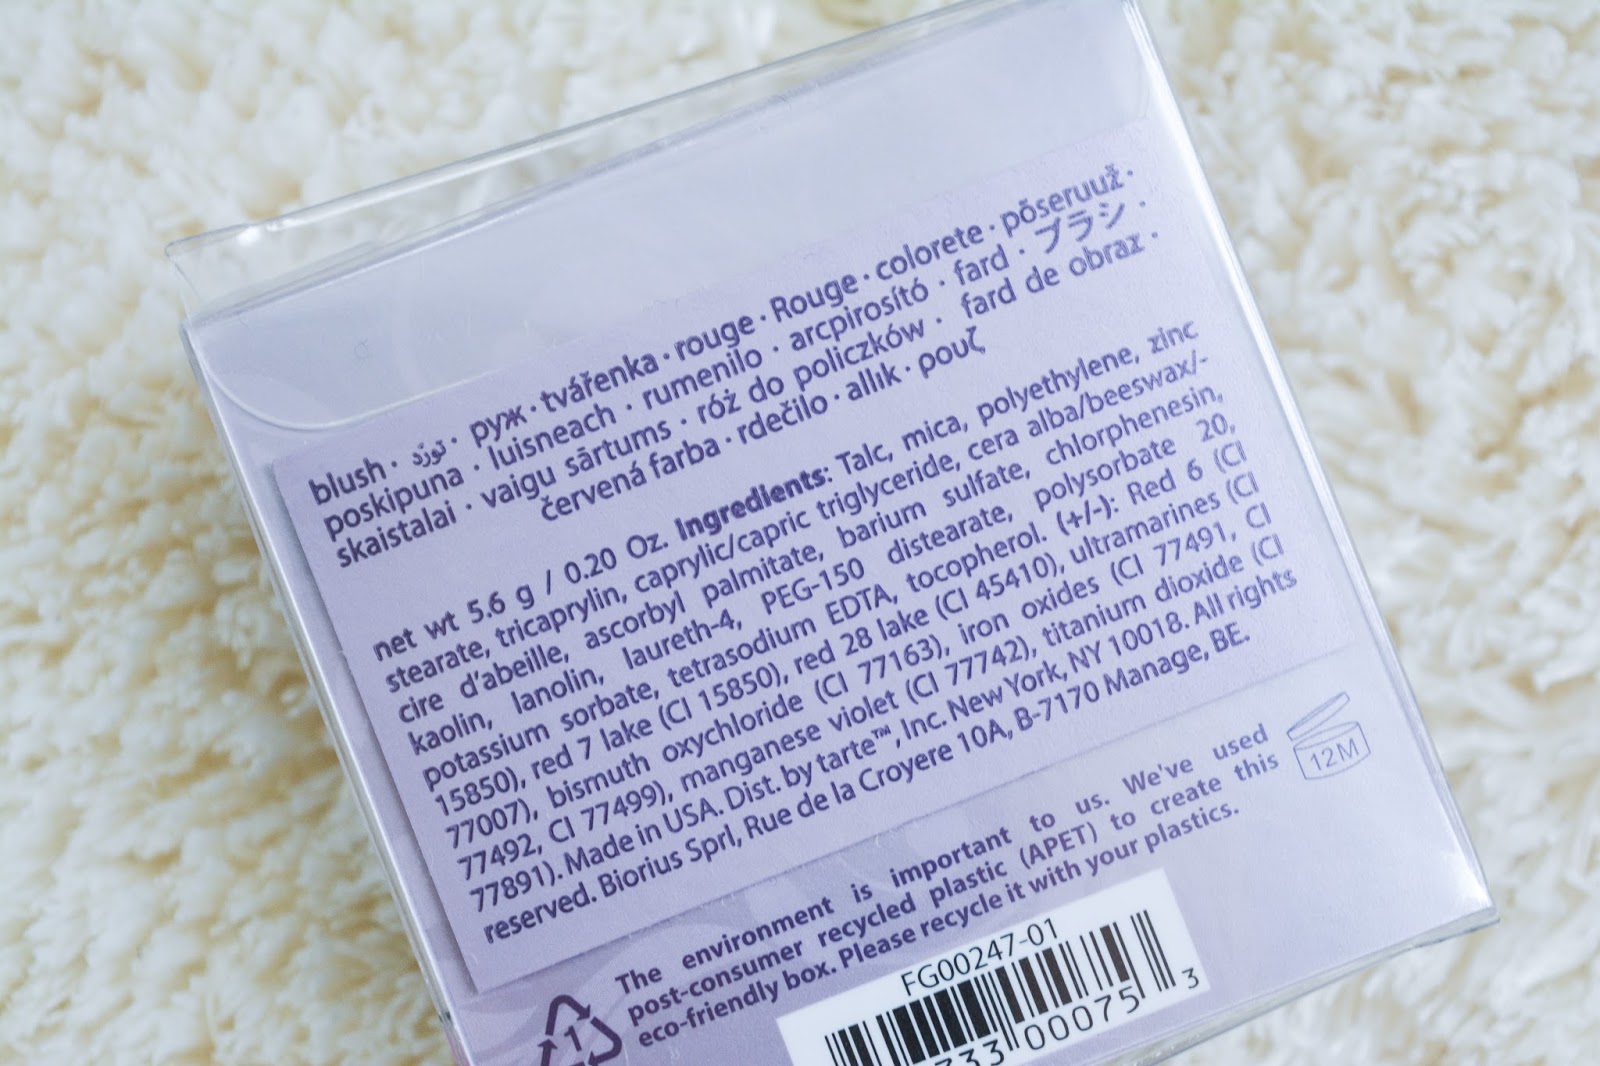 blush · تورّد · руж · tvářenka · rouge · Rouge · colorete · põseruuž ·
poskipuna · luisneach · rumenilo · arcpirosító · fard · ブラシ ·
skaistalai · vaigu sārtums · róż do policzków · fard de obraz ·
červená farba · rdečilo · allık · ρουζ
net wt 5.6 g / 0.20 Oz. Ingredients: Talc, mica, polyethylene, zinc
stearate, tricaprylin, caprylic/capric triglyceride, cera alba/beeswax/-
cire d'abeille, ascorbyl palmitate, barium sulfate, chlorphenesin,
kaolin, lanolin, laureth-4, PEG-150 distearate, polysorbate 20,
potassium sorbate, tetrasodium EDTA, tocopherol. (+/-): Red 6 (CI
15850), red 7 lake (CI 15850), red 28 lake (CI 45410), ultramarines (CI
77007), bismuth oxychloride (CI 77163), iron oxides (CI 77491, CI
77492, CI 77499), manganese violet (CI 77742), titanium dioxide (CI
77891). Made in USA. Dist. by tarte™, Inc. New York, NY 10018. All rights
reserved. Biorius Sprl, Rue de la Croyere 10A, B-7170 Manage, BE.
12M
The environment is important to us. We've used
post-consumer recycled plastic (APET) to create this
eco-friendly box. Please recycle it with your plastics.
1
FG00247-01
333 00075 3